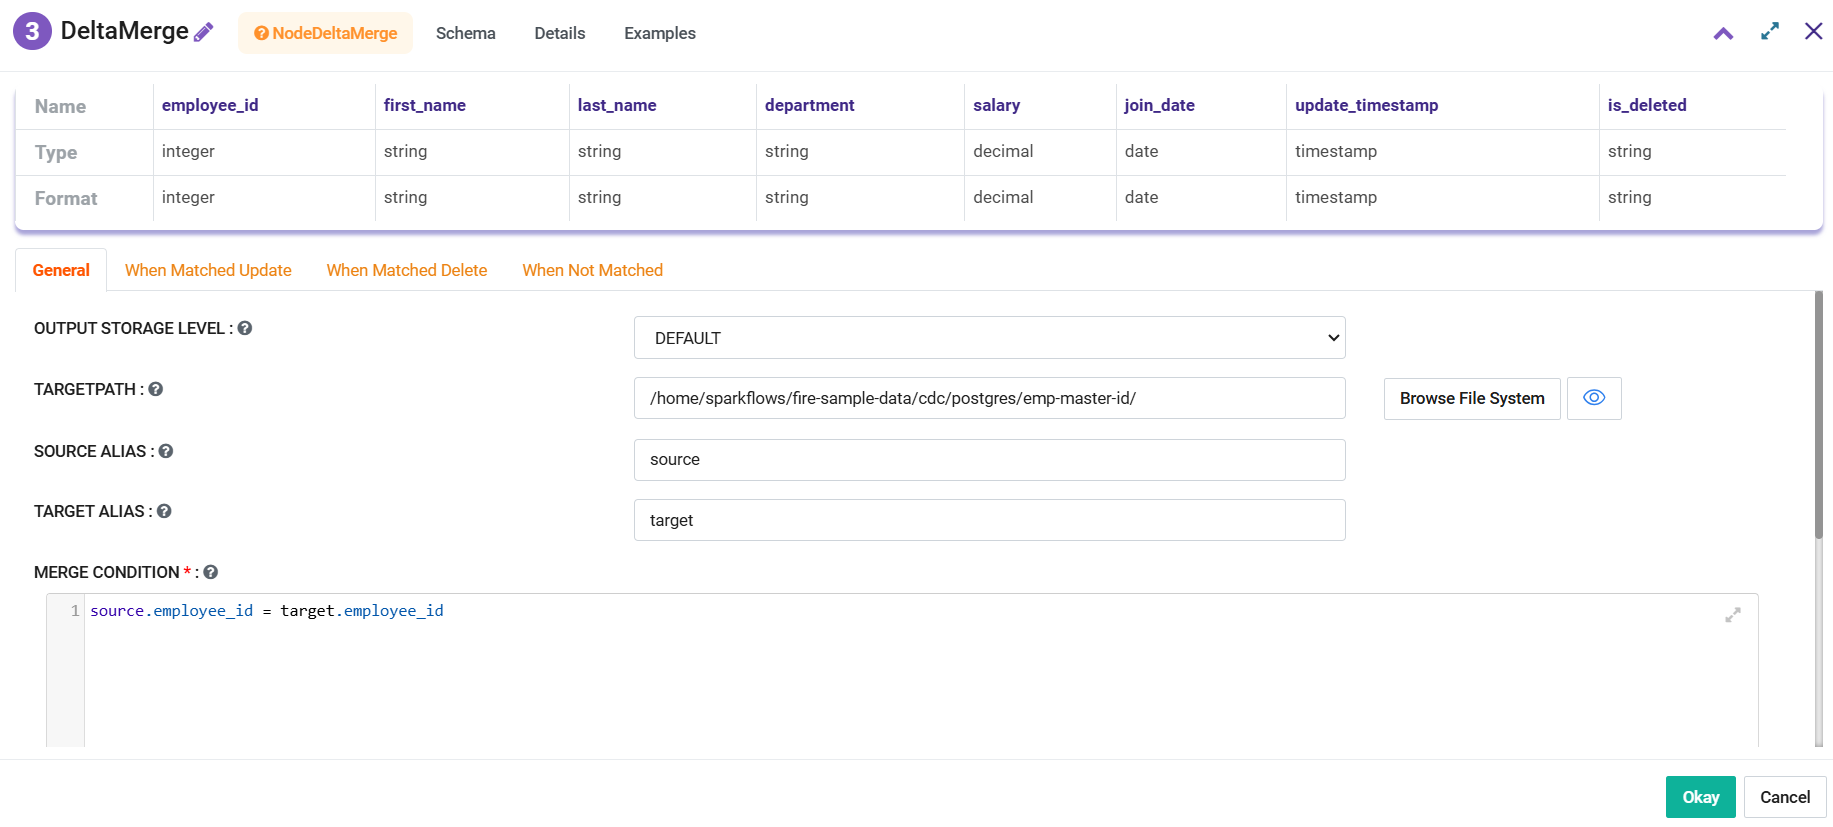 3 DeltaMerge NodeDeltaMerge Schema Details Examples
Name employee_id first_name last_name department salary join_date update_timestamp is_deleted
Type integer string string string decimal date timestamp string
Format integer string string string decimal date timestamp string
General When Matched Update When Matched Delete When Not Matched
OUTPUT STORAGE LEVEL : DEFAULT
TARGETPATH : /home/sparkflows/fire-sample-data/cdc/postgres/emp-master-id/ Browse File System
SOURCE ALIAS : source
TARGET ALIAS : target
MERGE CONDITION * :
1 source.employee_id = target.employee_id
Okay Cancel